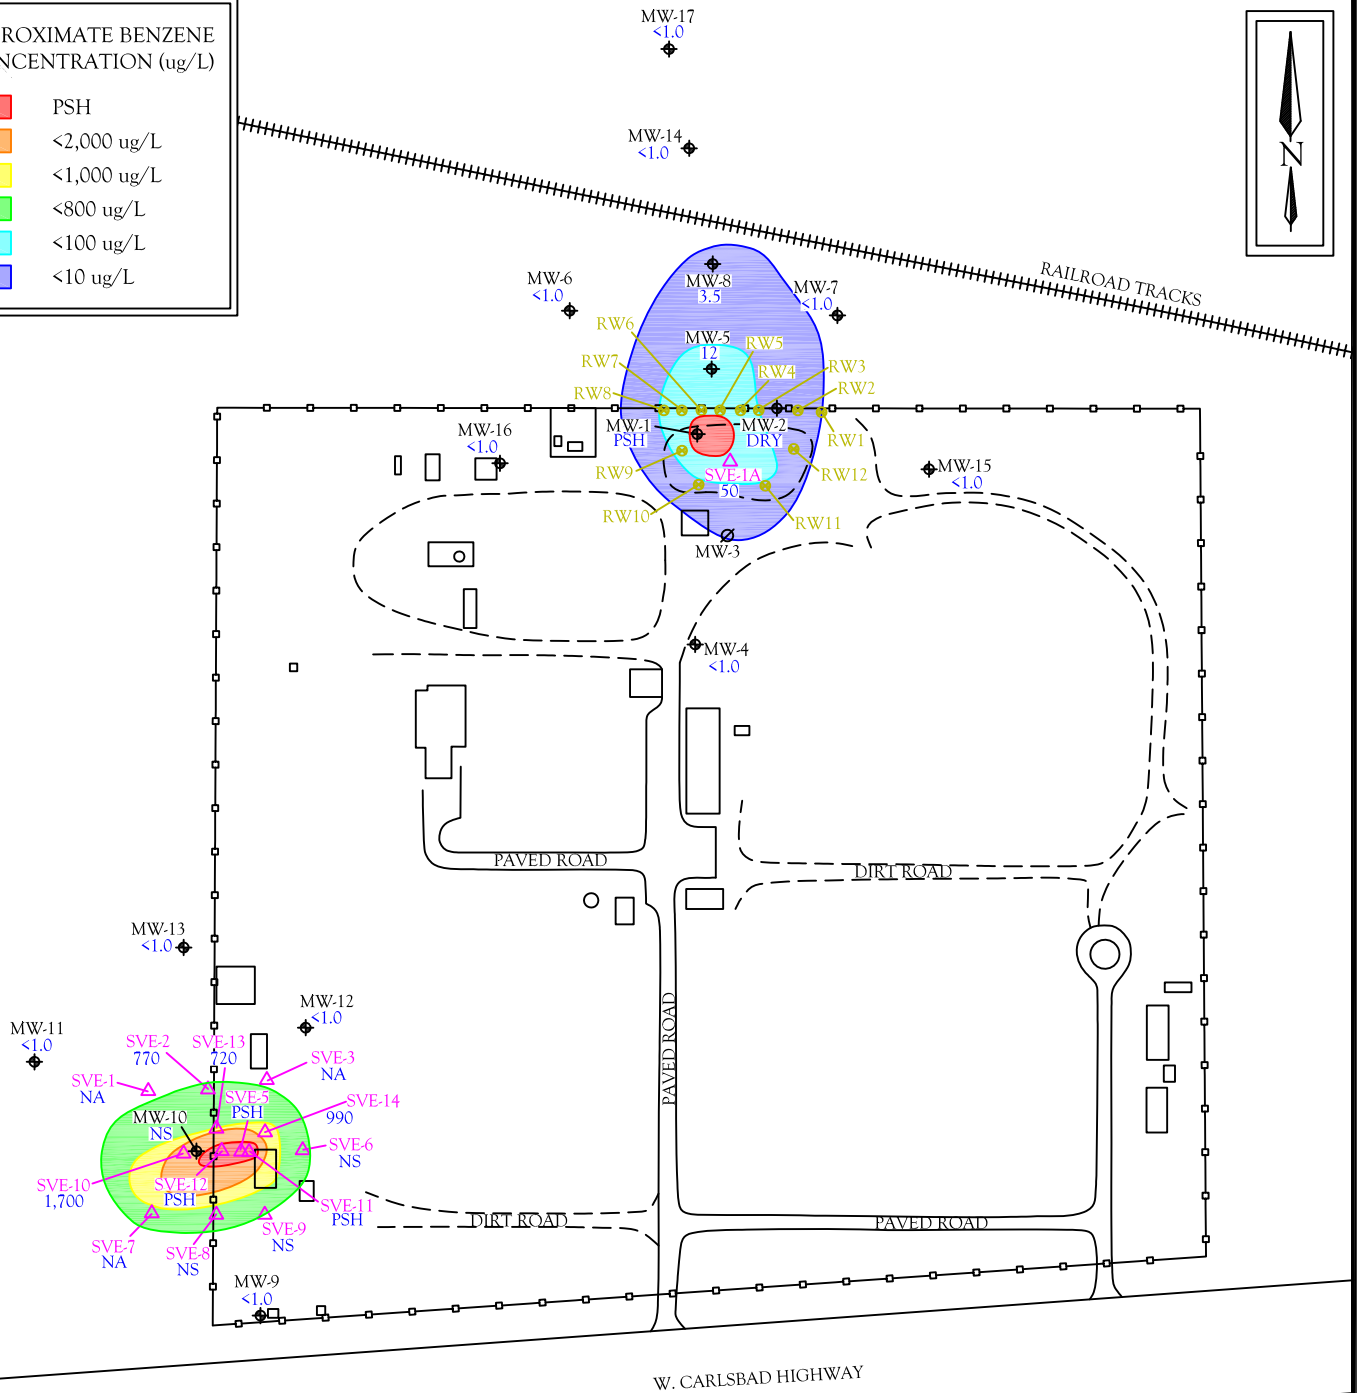 ROXIMATE BENZENE
NCENTRATION (ug/L)
PSH
<2,000 ug/L
<1,000 ug/L
<800 ug/L
<100 ug/L
<10 ug/L
MW-17
<1.0
MW-14
<1.0
N
RAILROAD TRACKS
MW-6
<1.0
MW-8
3.5
MW-7
<1.0
RW6
MW-5
12
RW5
RW7
RW4
RW3
RW8
RW2
MW-16
<1.0
MW-1
PSH
MW-2
DRY
RW1
RW9
SVE-1A
50
RW12
MW-15
<1.0
RW10
RW11
MW-3
MW-4
<1.0
PAVED ROAD
DIRT ROAD
MW-13
<1.0
MW-12
<1.0
PAVED ROAD
MW-11
<1.0
SVE-2
770
SVE-13
720
SVE-3
NA
SVE-1
NA
SVE-5
PSH
SVE-14
990
MW-10
NS
SVE-6
NS
SVE-10
1,700
SVE-12
PSH
SVE-11
PSH
SVE-7
NA
SVE-8
NS
SVE-9
NS
DIRT ROAD
PAVED ROAD
MW-9
<1.0
W. CARLSBAD HIGHWAY